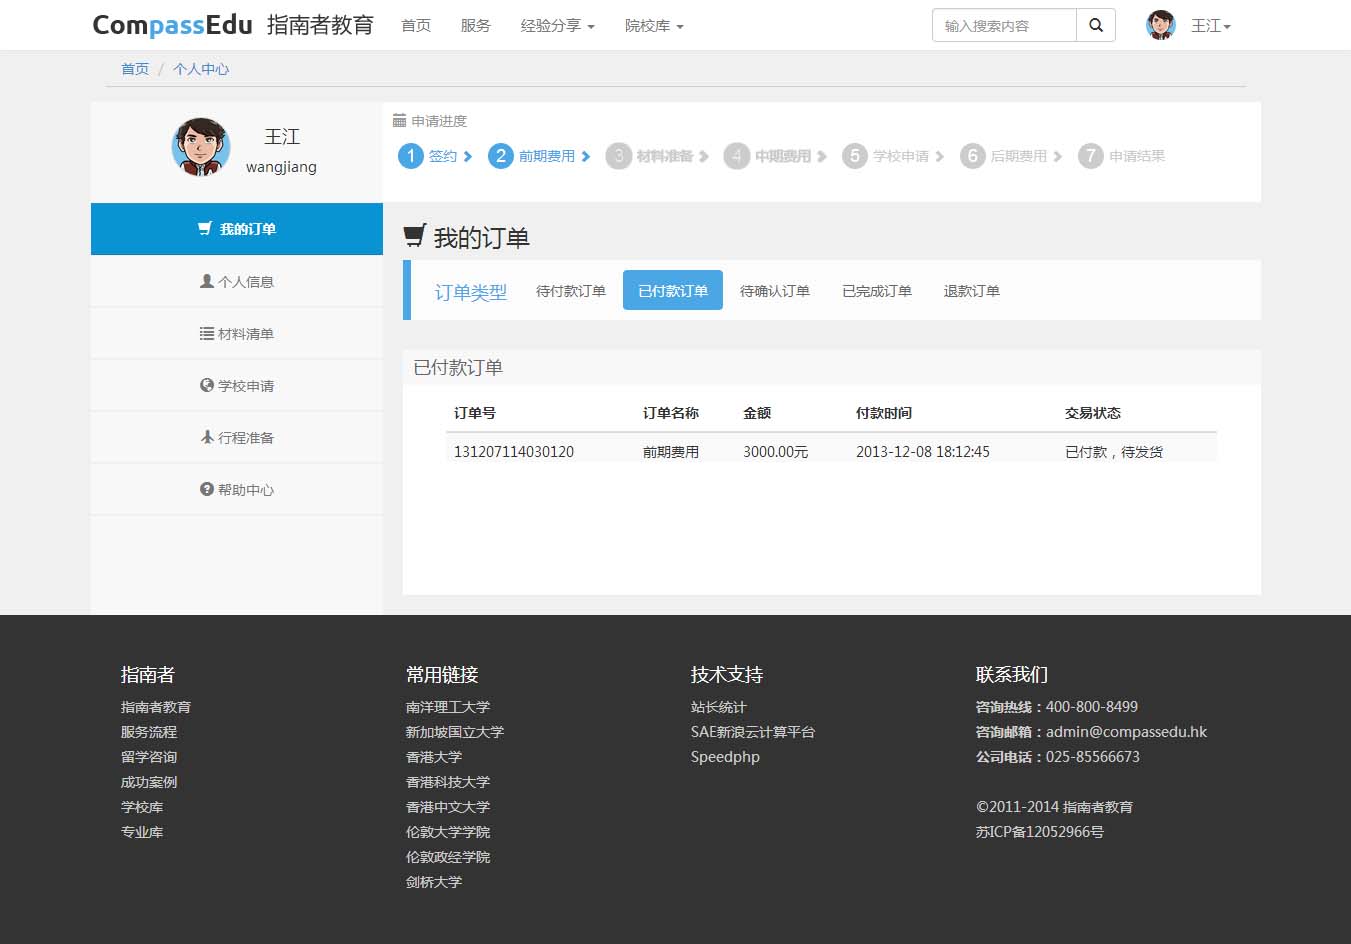 CompassEdu 指南者教育 首页 服务 经验分享 院校库 输入搜索内容 王江
首页 / 个人中心
王江
wangjiang
申请进度
1 签约 2 前期费用 3 材料准备 4 中期费用 5 学校申请 6 后期费用 7 申请结果
我的订单
个人信息
材料清单
学校申请
行程准备
帮助中心
我的订单
订单类型 待付款订单 已付款订单 待确认订单 已完成订单 退款订单
已付款订单
订单号 订单名称 金额 付款时间 交易状态
131207114030120 前期费用 3000.00元 2013-12-08 18:12:45 已付款，待发货
指南者
指南者教育
服务流程
留学咨询
成功案例
学校库
专业库
常用链接
南洋理工大学
新加坡国立大学
香港大学
香港科技大学
香港中文大学
伦敦大学学院
伦敦政经学院
剑桥大学
技术支持
站长统计
SAE新浪云计算平台
Speedphp
联系我们
咨询热线：400-800-8499
咨询邮箱：admin@compassedu.hk
公司电话：025-85566673
©2011-2014 指南者教育
苏ICP备12052966号